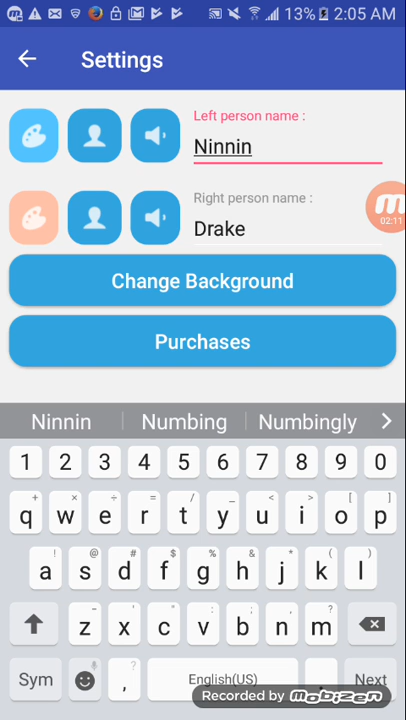 13% 2:05 AM
Settings
Left person name :
Ninnin
Right person name :
Drake
02:11
Change Background
Purchases
Ninnin Numbing Numbingly
1 2 3 4 5 6 7 8 9 0
q w e r t y u i o p
a s d f g h j k l
z x c v b n m
Sym , English(US) . Next
Recorded by mobizen